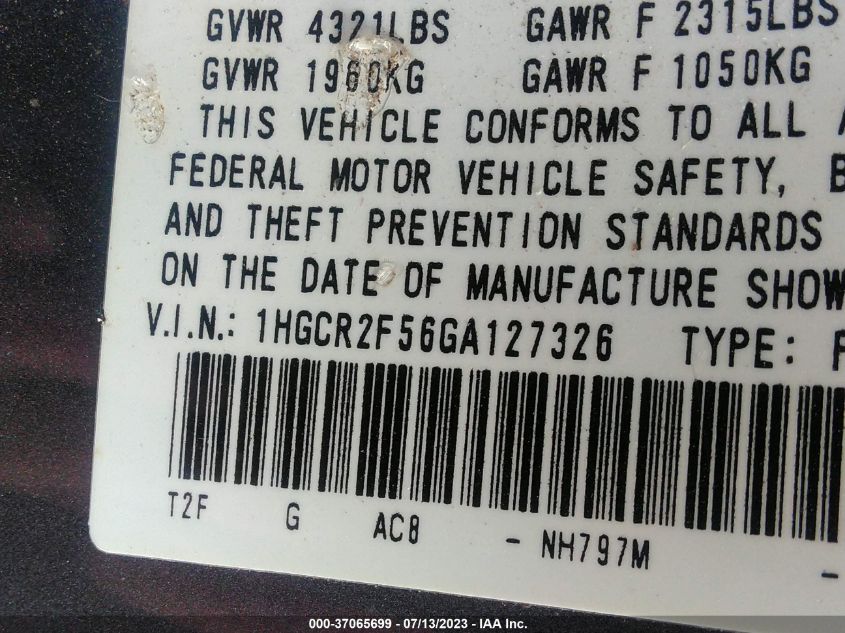 GVWR 4321LBS GAWR F 2315LBS
GVWR 1960KG GAWR F 1050KG
THIS VEHICLE CONFORMS TO ALL
FEDERAL MOTOR VEHICLE SAFETY, B
AND THEFT PREVENTION STANDARDS
ON THE DATE OF MANUFACTURE SHOW
V.I.N.: 1HGCR2F56GA127326 TYPE: P
T2F G AC8 - NH797M -
000-37065699 - 07/13/2023 - IAA Inc.